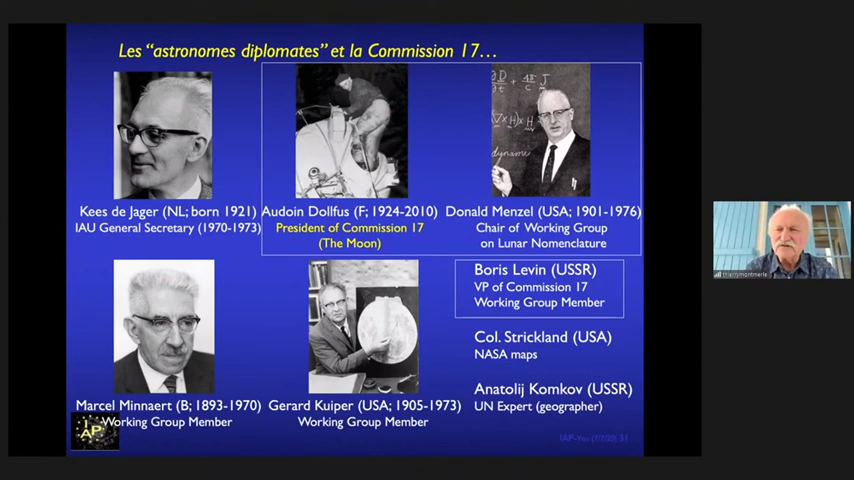 Les “astronomes diplomates” et la Commission 17…
Kees de Jager (NL; born 1921)
IAU General Secretary (1970-1973)
Audoin Dollfus (F; 1924-2010)
President of Commission 17
(The Moon)
Donald Menzel (USA; 1901-1976)
Chair of Working Group
on Lunar Nomenclature
Marcel Minnaert (B; 1893-1970)
Working Group Member
Gerard Kuiper (USA; 1905-1973)
Working Group Member
Boris Levin (USSR)
VP of Commission 17
Working Group Member
Col. Strickland (USA)
NASA maps
Anatolij Komkov (USSR)
UN Expert (geographer)
IAP
31
thierrymontmerle